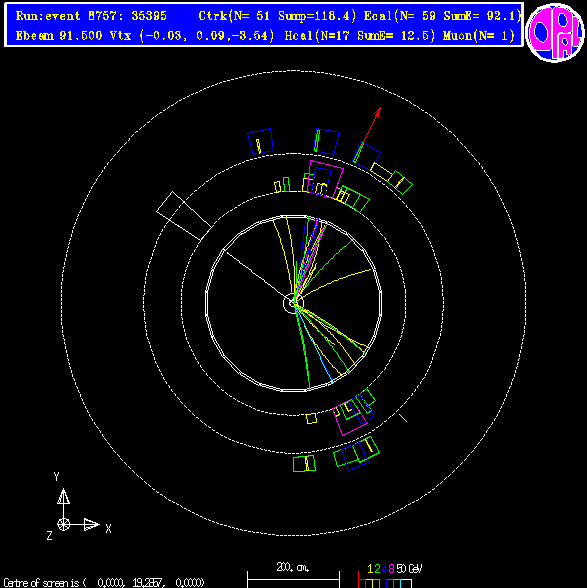 Run:event 8757: 35395 Ctrk(N= 51 Sump=118.4) Ecal(N= 59 SumE= 92.1)
Ebeam 91.500 Vtx (-0.03, 0.09,-3.54) Hcal(N=17 SumE= 12.5) Muon(N= 1)
OPAL
Y
X
Z
200. cm.
1 2 4 8 50 GeV
Centre of screen is ( 0.0000, 19.2857, 0.0000)